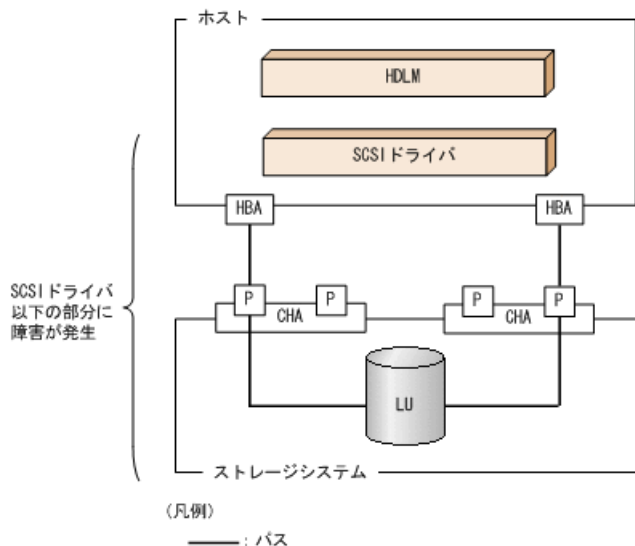 ホスト
HDLM
SCSIドライバ
HBA
HBA
SCSIドライバ
以下の部分に
障害が発生
P
P
P
P
CHA
CHA
LU
ストレージシステム
(凡例)
: パス